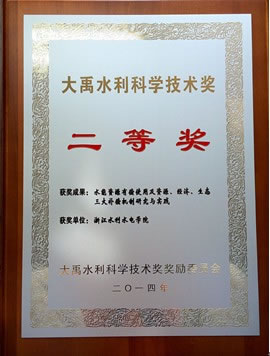 大禹水利科学技术奖
二等奖
获奖成果：水能资源有偿使用及资源、经济、生态
三大补偿机制研究与实践
获奖单位：浙江水利水电学院
大禹水利科学技术奖奖励委员会
二〇一四年